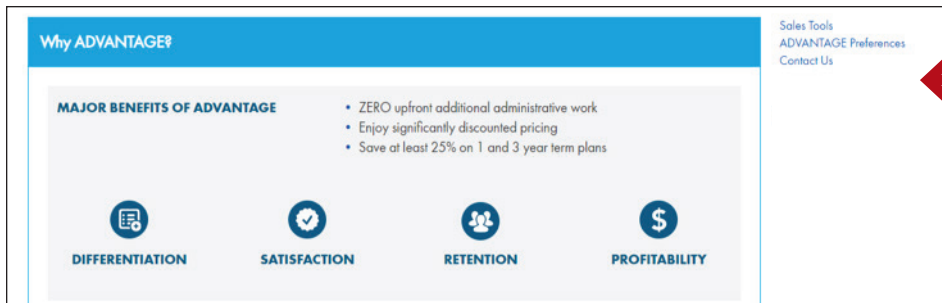 Why ADVANTAGE?
MAJOR BENEFITS OF ADVANTAGE
• ZERO upfront additional administrative work
• Enjoy significantly discounted pricing
• Save at least 25% on 1 and 3 year term plans
DIFFERENTIATION
SATISFACTION
RETENTION
PROFITABILITY
Sales Tools
ADVANTAGE Preferences
Contact Us